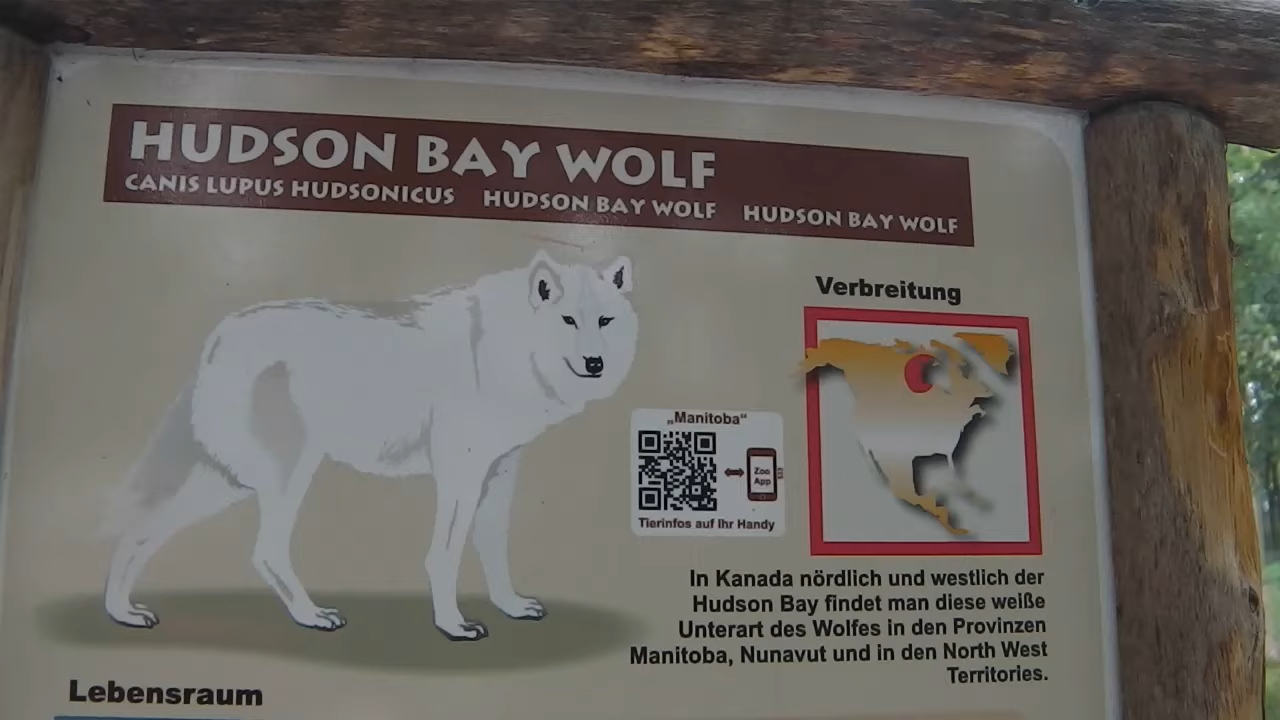 HUDSON BAY WOLF
CANIS LUPUS HUDSONICUS HUDSON BAY WOLF HUDSON BAY WOLF
Verbreitung
„Manitoba“
Zoo
App
Tierinfos auf Ihr Handy
In Kanada nördlich und westlich der
Hudson Bay findet man diese weiße
Unterart des Wolfes in den Provinzen
Manitoba, Nunavut und in den North West
Territories.
Lebensraum